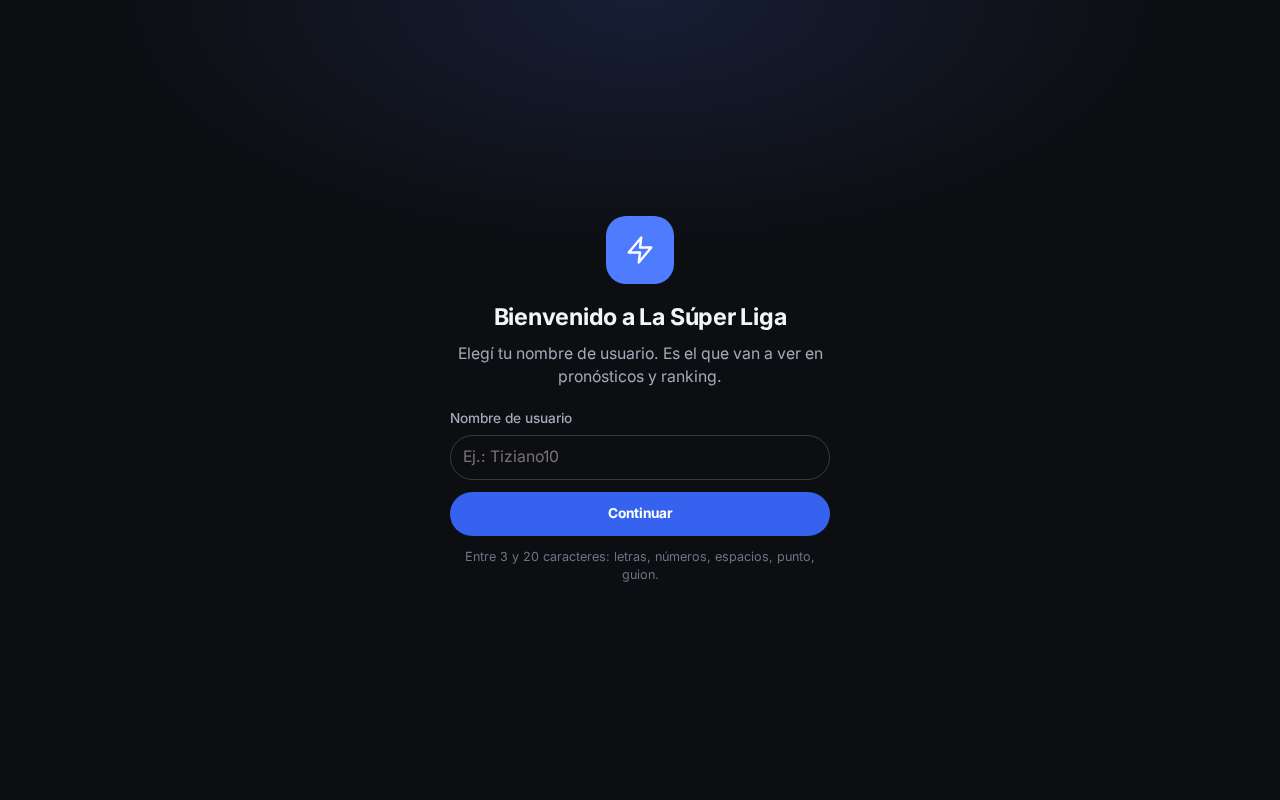 Bienvenido a La Súper Liga
Elegí tu nombre de usuario. Es el que van a ver en
pronósticos y ranking.
Nombre de usuario
Ej.: Tiziano10
Continuar
Entre 3 y 20 caracteres: letras, números, espacios, punto,
guion.